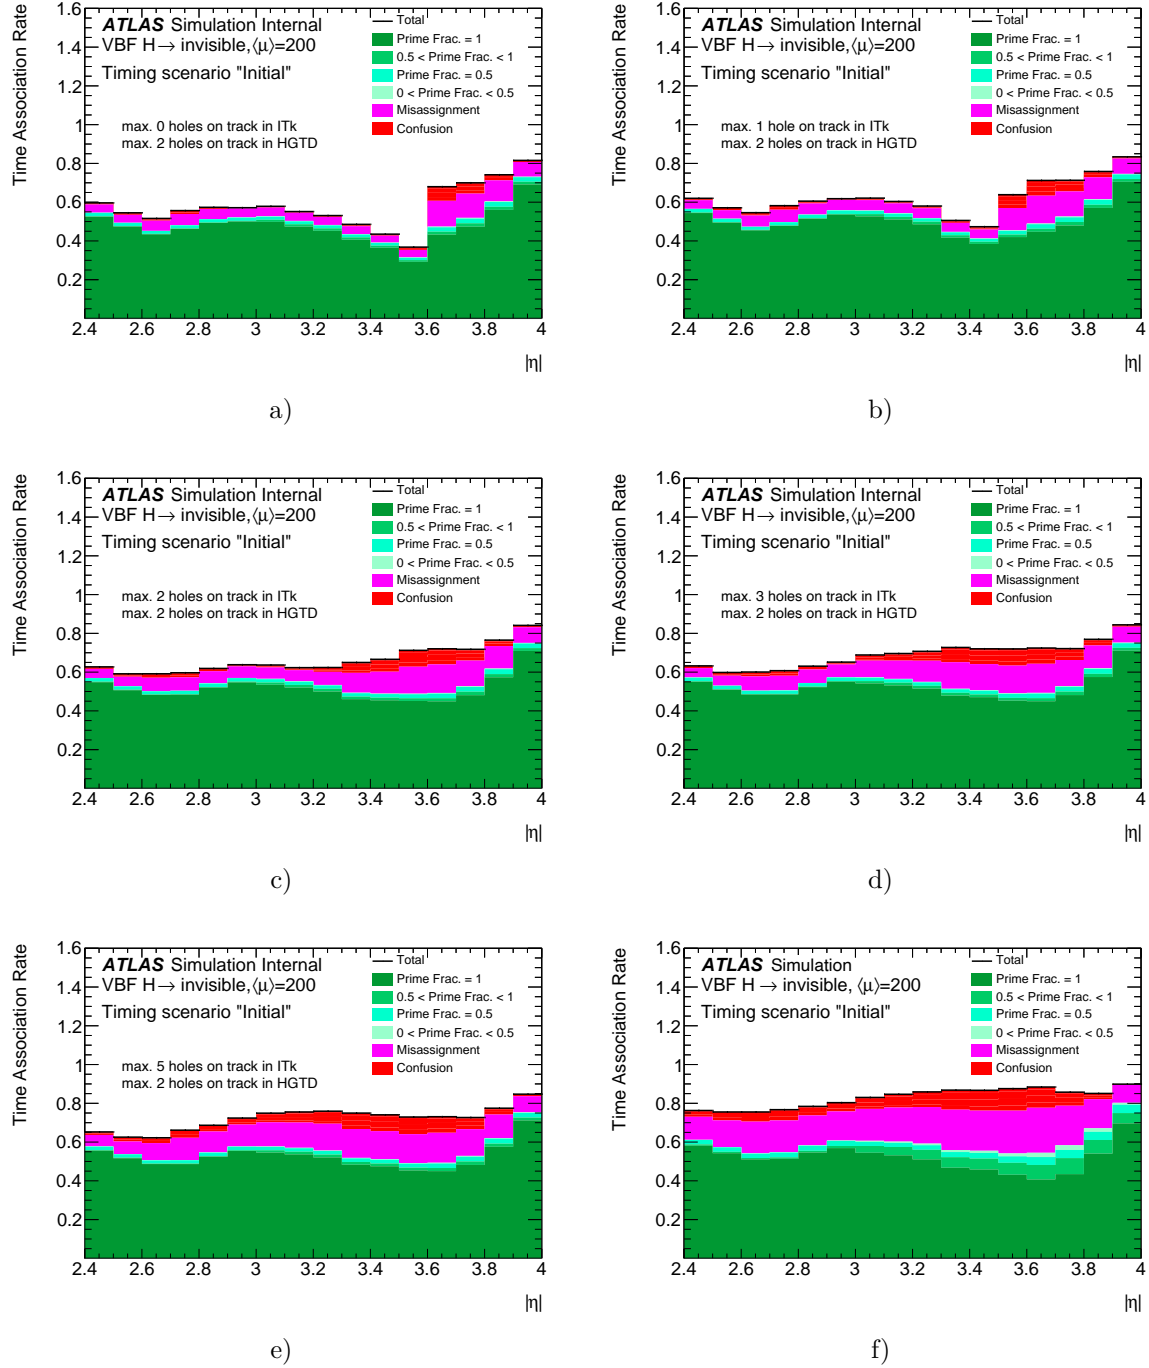 Time Association Rate
1.6
1.4
1.2
1
0.8
0.6
0.4
0.2
2.4 2.6 2.8 3 3.2 3.4 3.6 3.8 4
|η|
ATLAS Simulation Internal
VBF H→ invisible,⟨μ⟩=200
Timing scenario "Initial"
max. 0 holes on track in ITk
max. 2 holes on track in HGTD
Total
Prime Frac. = 1
0.5 < Prime Frac. < 1
Prime Frac. = 0.5
0 < Prime Frac. < 0.5
Misassignment
Confusion
a)
Time Association Rate
1.6
1.4
1.2
1
0.8
0.6
0.4
0.2
2.4 2.6 2.8 3 3.2 3.4 3.6 3.8 4
|η|
ATLAS Simulation Internal
VBF H→ invisible,⟨μ⟩=200
Timing scenario "Initial"
max. 1 hole on track in ITk
max. 2 holes on track in HGTD
Total
Prime Frac. = 1
0.5 < Prime Frac. < 1
Prime Frac. = 0.5
0 < Prime Frac. < 0.5
Misassignment
Confusion
b)
Time Association Rate
1.6
1.4
1.2
1
0.8
0.6
0.4
0.2
2.4 2.6 2.8 3 3.2 3.4 3.6 3.8 4
|η|
ATLAS Simulation Internal
VBF H→ invisible,⟨μ⟩=200
Timing scenario "Initial"
max. 2 holes on track in ITk
max. 2 holes on track in HGTD
Total
Prime Frac. = 1
0.5 < Prime Frac. < 1
Prime Frac. = 0.5
0 < Prime Frac. < 0.5
Misassignment
Confusion
c)
Time Association Rate
1.6
1.4
1.2
1
0.8
0.6
0.4
0.2
2.4 2.6 2.8 3 3.2 3.4 3.6 3.8 4
|η|
ATLAS Simulation Internal
VBF H→ invisible,⟨μ⟩=200
Timing scenario "Initial"
max. 3 holes on track in ITk
max. 2 holes on track in HGTD
Total
Prime Frac. = 1
0.5 < Prime Frac. < 1
Prime Frac. = 0.5
0 < Prime Frac. < 0.5
Misassignment
Confusion
d)
Time Association Rate
1.6
1.4
1.2
1
0.8
0.6
0.4
0.2
2.4 2.6 2.8 3 3.2 3.4 3.6 3.8 4
|η|
ATLAS Simulation Internal
VBF H→ invisible,⟨μ⟩=200
Timing scenario "Initial"
max. 5 holes on track in ITk
max. 2 holes on track in HGTD
Total
Prime Frac. = 1
0.5 < Prime Frac. < 1
Prime Frac. = 0.5
0 < Prime Frac. < 0.5
Misassignment
Confusion
e)
Time Association Rate
1.6
1.4
1.2
1
0.8
0.6
0.4
0.2
2.4 2.6 2.8 3 3.2 3.4 3.6 3.8 4
|η|
ATLAS Simulation
VBF H → invisible, ⟨μ⟩=200
Timing scenario "Initial"
Total
Prime Frac. = 1
0.5 < Prime Frac. < 1
Prime Frac. = 0.5
0 < Prime Frac. < 0.5
Misassignment
Confusion
f)